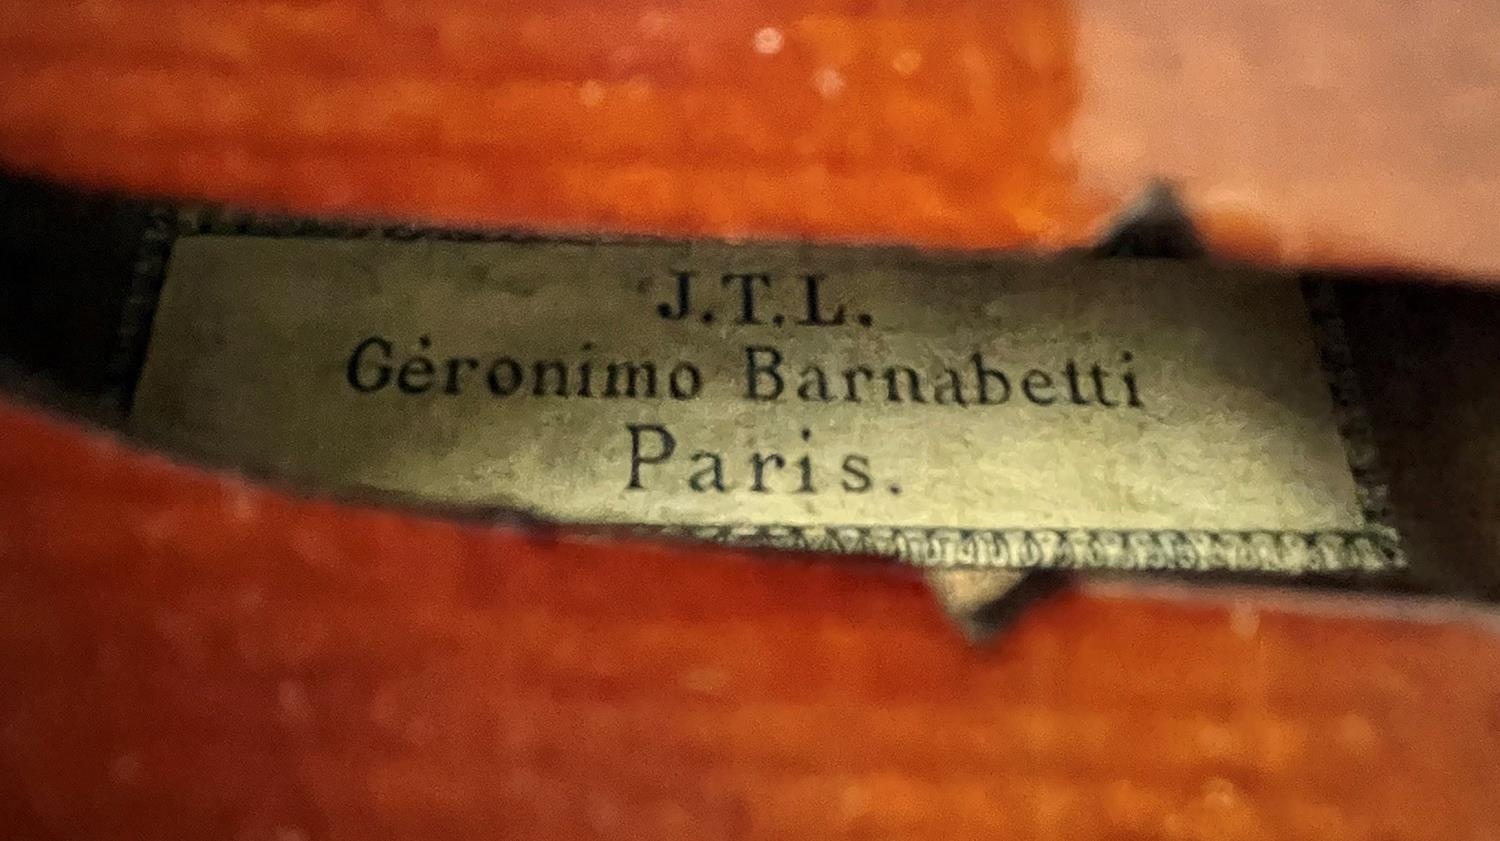 J.T.L.
Géronimo Barnabetti
Paris.